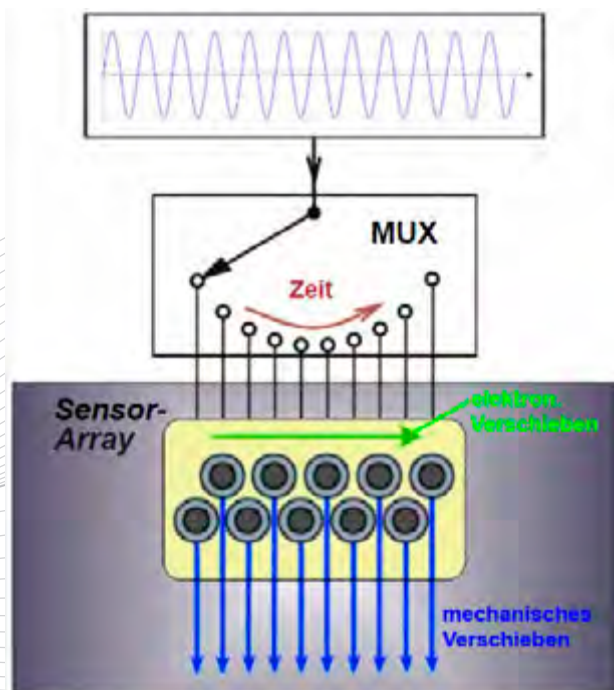 MUX
Zeit
Sensor-
Array
elektron.
Verschieben
mechanisches
Verschieben